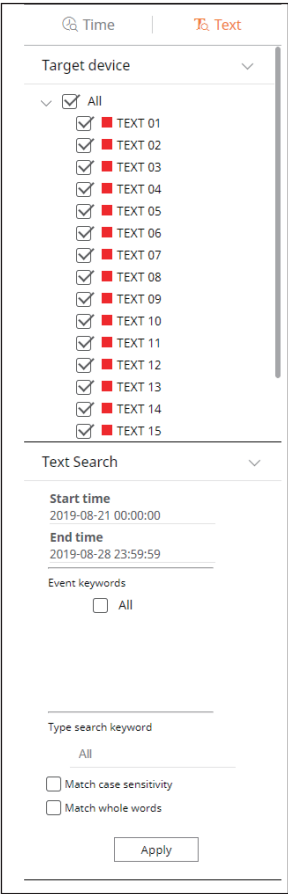 Time
Text
Target device
All
TEXT 01
TEXT 02
TEXT 03
TEXT 04
TEXT 05
TEXT 06
TEXT 07
TEXT 08
TEXT 09
TEXT 10
TEXT 11
TEXT 12
TEXT 13
TEXT 14
TEXT 15
Text Search
Start time
2019-08-21 00:00:00
End time
2019-08-28 23:59:59
Event keywords
All
Type search keyword
All
Match case sensitivity
Match whole words
Apply